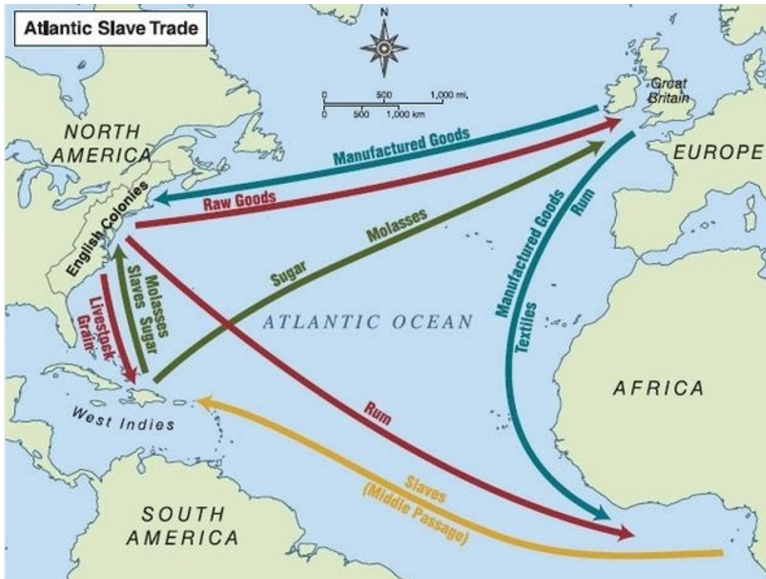 Atlantic Slave Trade
N
0 500 1,000 mi.
0 500 1,000 km
Great
Britain
NORTH
AMERICA
EUROPE
English Colonies
Manufactured Goods
Raw Goods
Sugar Molasses
Manufactured Goods Rum
Textiles
Molasses
Slaves Sugar
Livestock
Grain
ATLANTIC OCEAN
AFRICA
West Indies
Rum
Slaves
(Middle Passage)
SOUTH
AMERICA